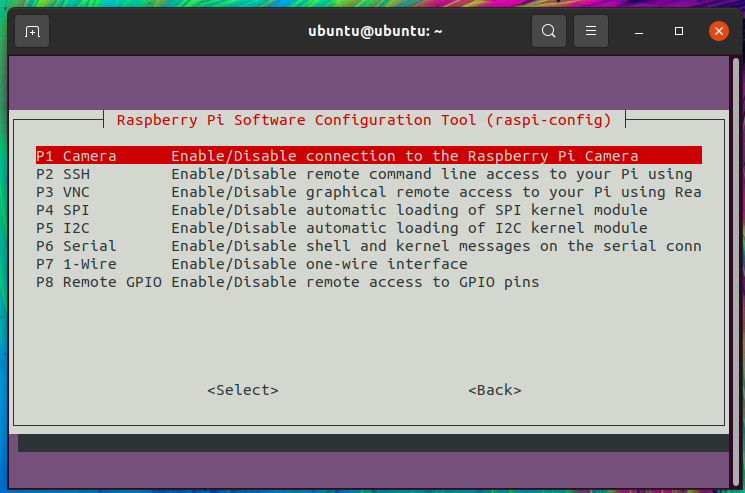 ubuntu@ubuntu: ~
Raspberry Pi Software Configuration Tool (raspi-config)
P1 Camera Enable/Disable connection to the Raspberry Pi Camera
P2 SSH Enable/Disable remote command line access to your Pi using
P3 VNC Enable/Disable graphical remote access to your Pi using Rea
P4 SPI Enable/Disable automatic loading of SPI kernel module
P5 I2C Enable/Disable automatic loading of I2C kernel module
P6 Serial Enable/Disable shell and kernel messages on the serial conn
P7 1-Wire Enable/Disable one-wire interface
P8 Remote GPIO Enable/Disable remote access to GPIO pins
<Select> <Back>